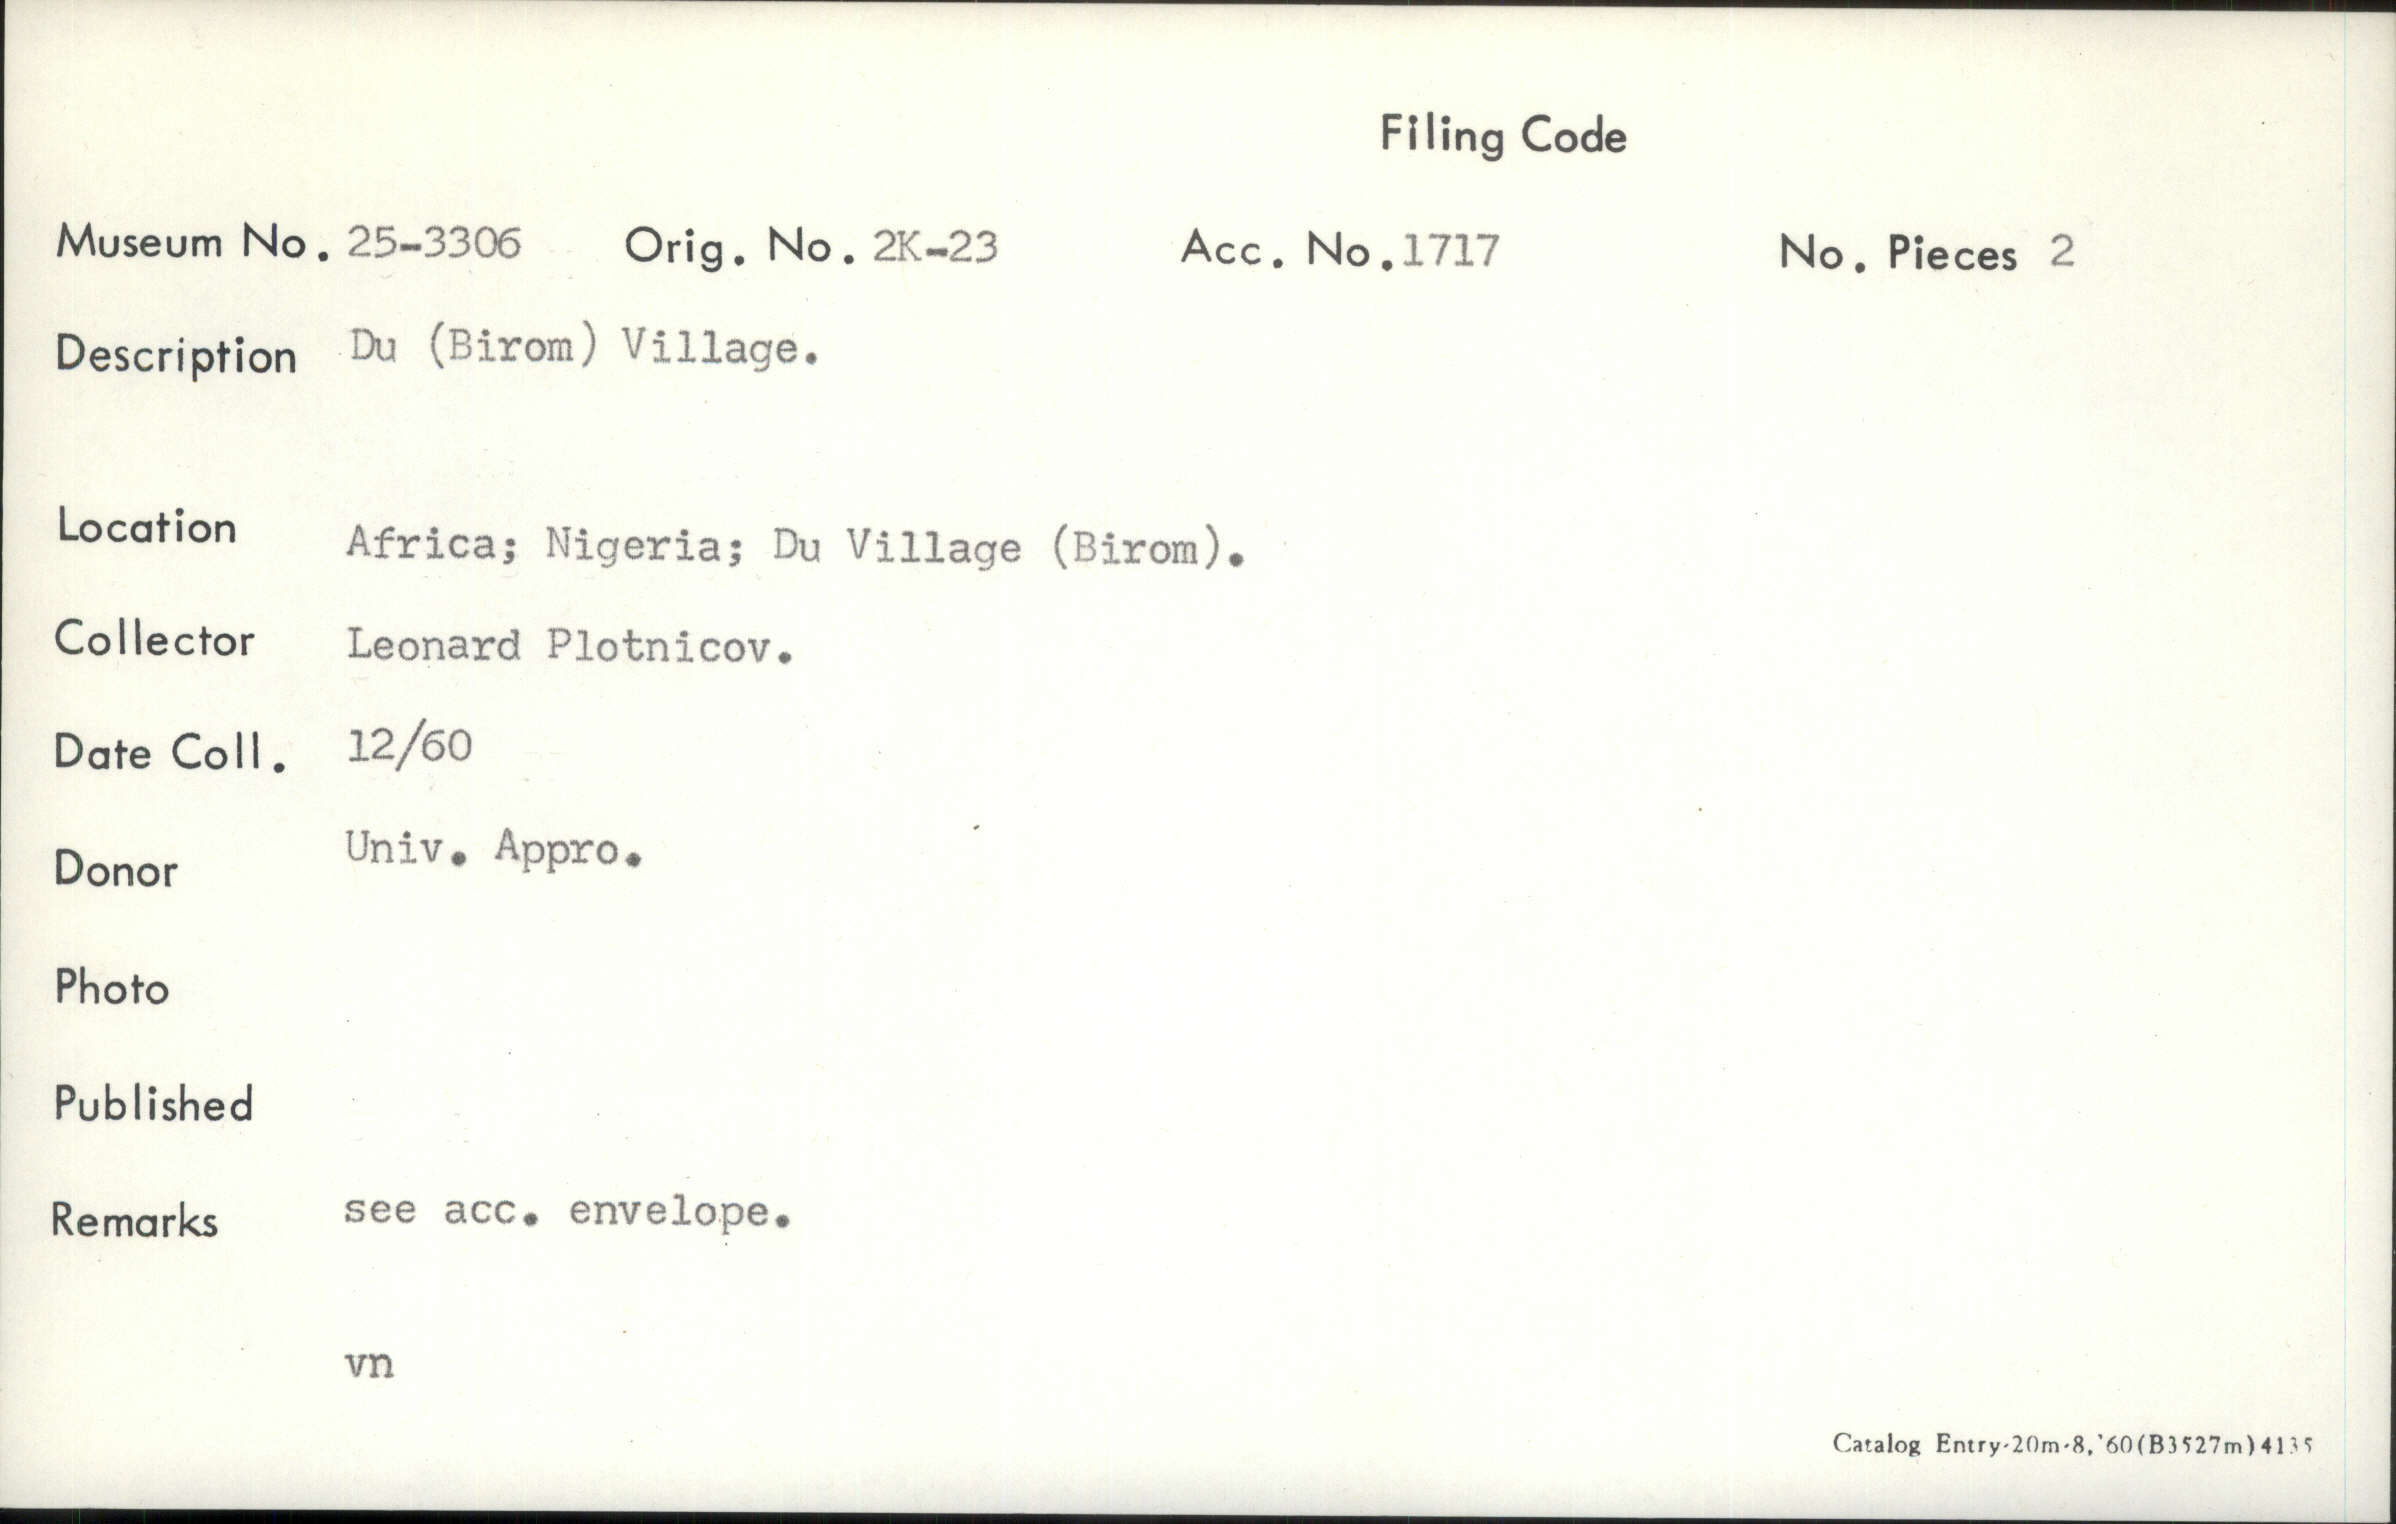 Filing Code
Museum No. 25-3306 Orig. No. 2K-23 Acc. No. 1717 No. Pieces 2
Description Du (Birom) Village.
Location Africa; Nigeria; Du Village (Birom).
Collector Leonard Plotnicov.
Date Coll. 12/60
Donor Univ. Appro.
Photo
Published
Remarks see acc. envelope.
vn
Catalog Entry-20m-8,'60(B3527m)4135